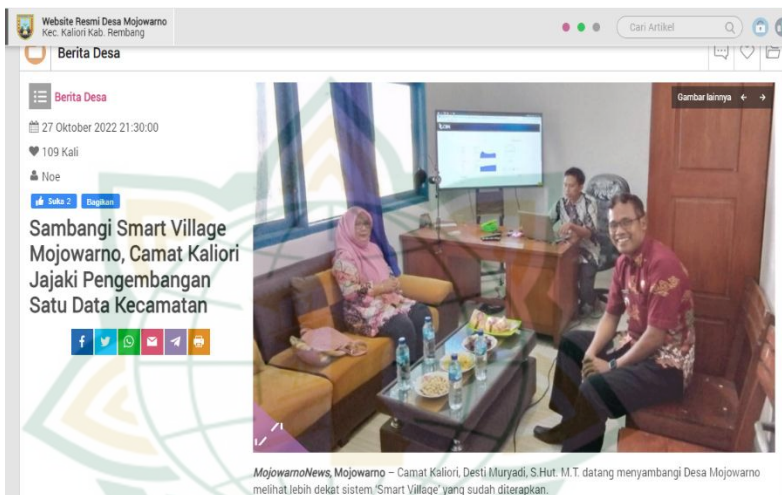 Website Resmi Desa Mojowarno
Kec. Kaliori Kab. Rembang
Cari Artikel
Berita Desa
Berita Desa
27 Oktober 2022 21:30:00
109 Kali
Noe
Suka 2 Bagikan
Sambangi Smart Village
Mojowarno, Camat Kaliori
Jajaki Pengembangan
Satu Data Kecamatan
Gambar lainnya
MojowarnoNews, Mojowarno – Camat Kaliori, Desti Muryadi, S.Hut. M.T. datang menyambangi Desa Mojowarno
melihat lebih dekat sistem 'Smart Village' yang sudah diterapkan.